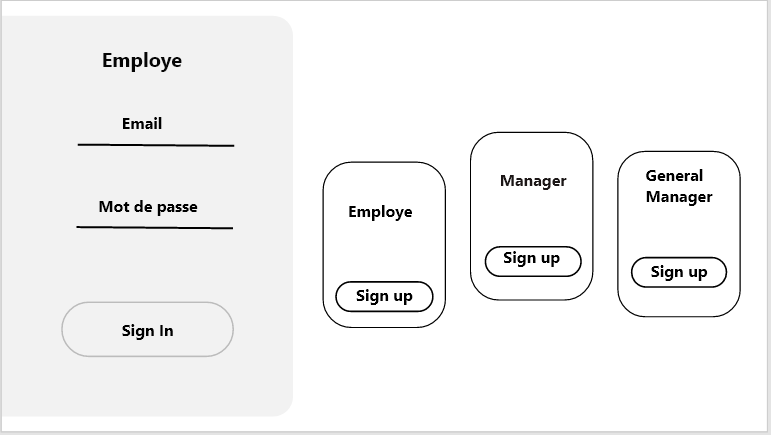 Employe
Email
Mot de passe
Sign In
Employe
Sign up
Manager
Sign up
General
Manager
Sign up